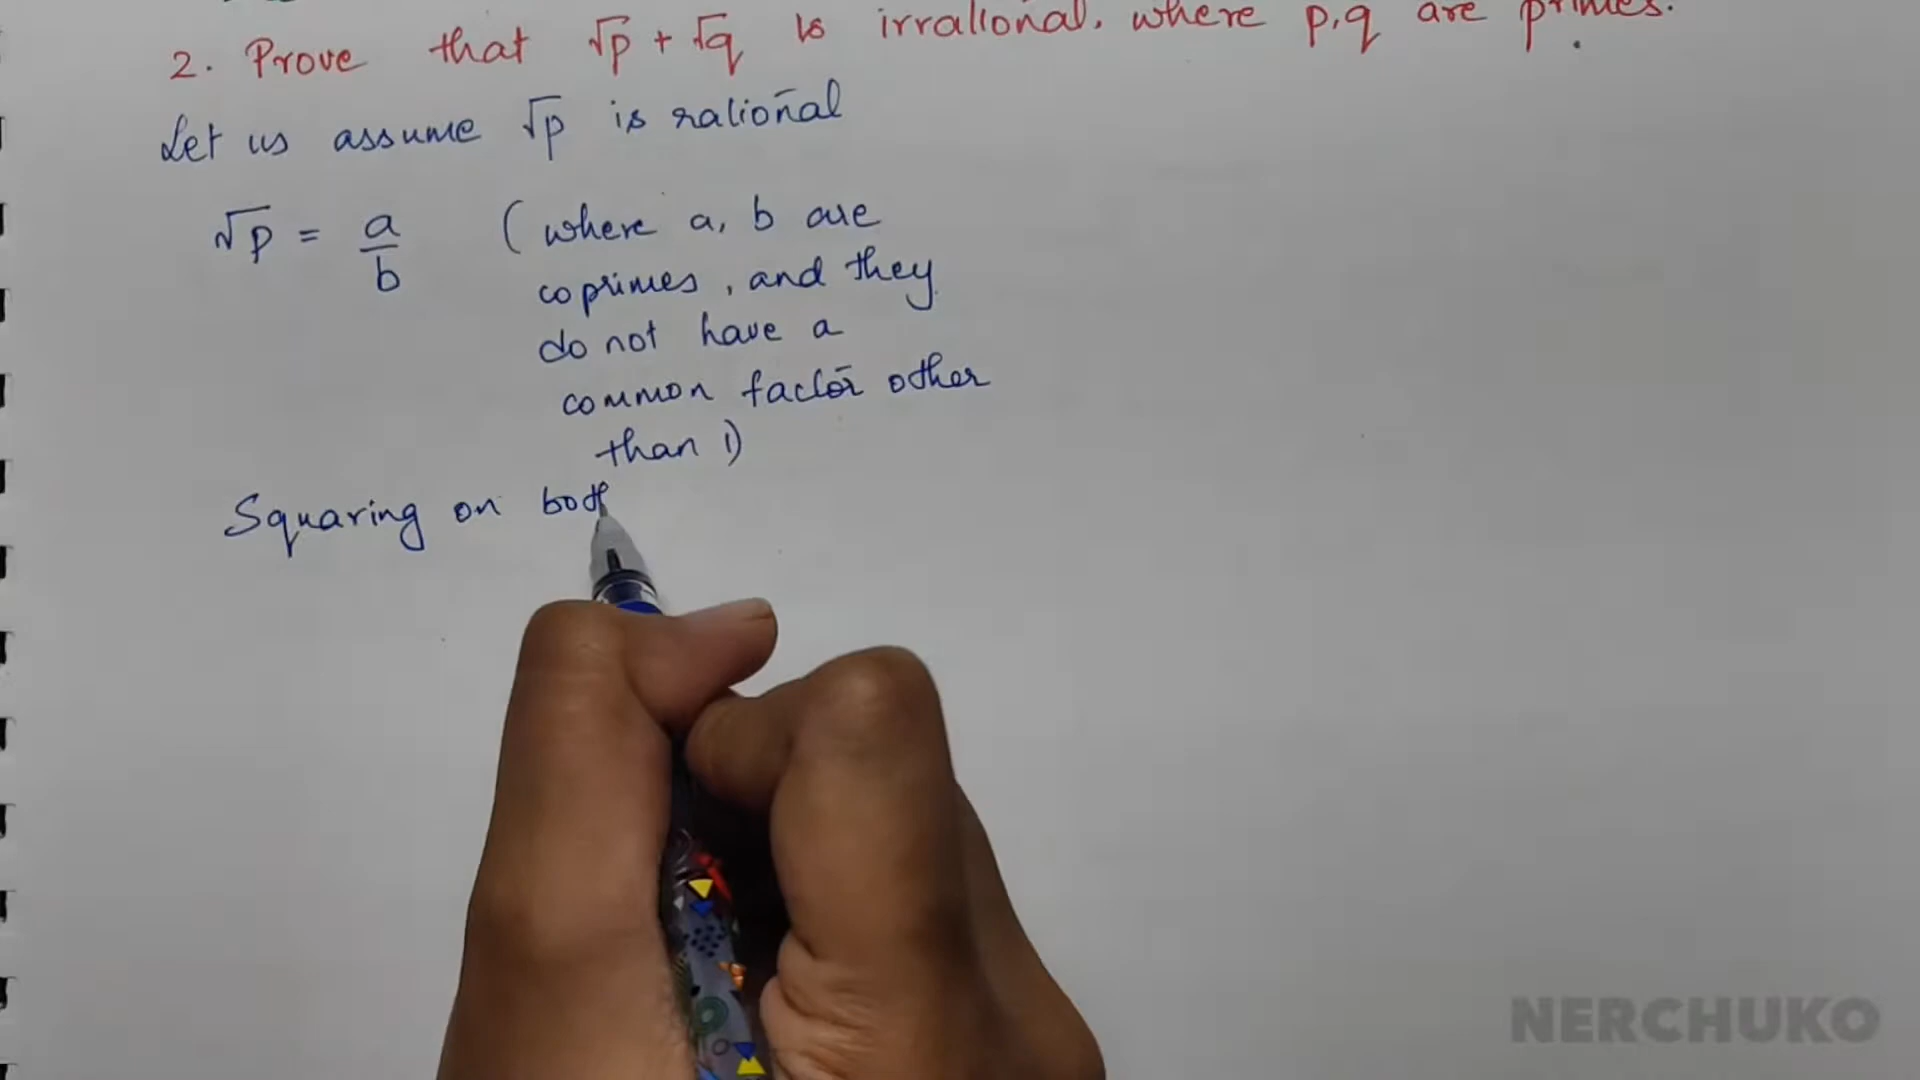 2. Prove that √p + √q is irrational, where p,q are primes.
Let us assume √p is rational
√p = a/b (where a, b are
coprimes, and they
do not have a
common factor other
than 1)
Squaring on both
NERCHUKO